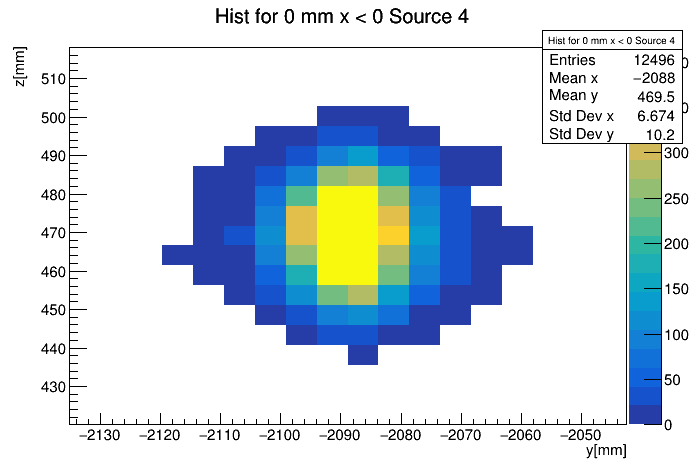 Hist for 0 mm x < 0 Source 4
Hist for 0 mm x < 0 Source 4
Entries 12496
Mean x −2088
Mean y 469.5
Std Dev x 6.674
Std Dev y 10.2
z[mm]
510
500
490
480
470
460
450
440
430
−2130 −2120 −2110 −2100 −2090 −2080 −2070 −2060 −2050
y[mm]
300
250
200
150
100
50
0